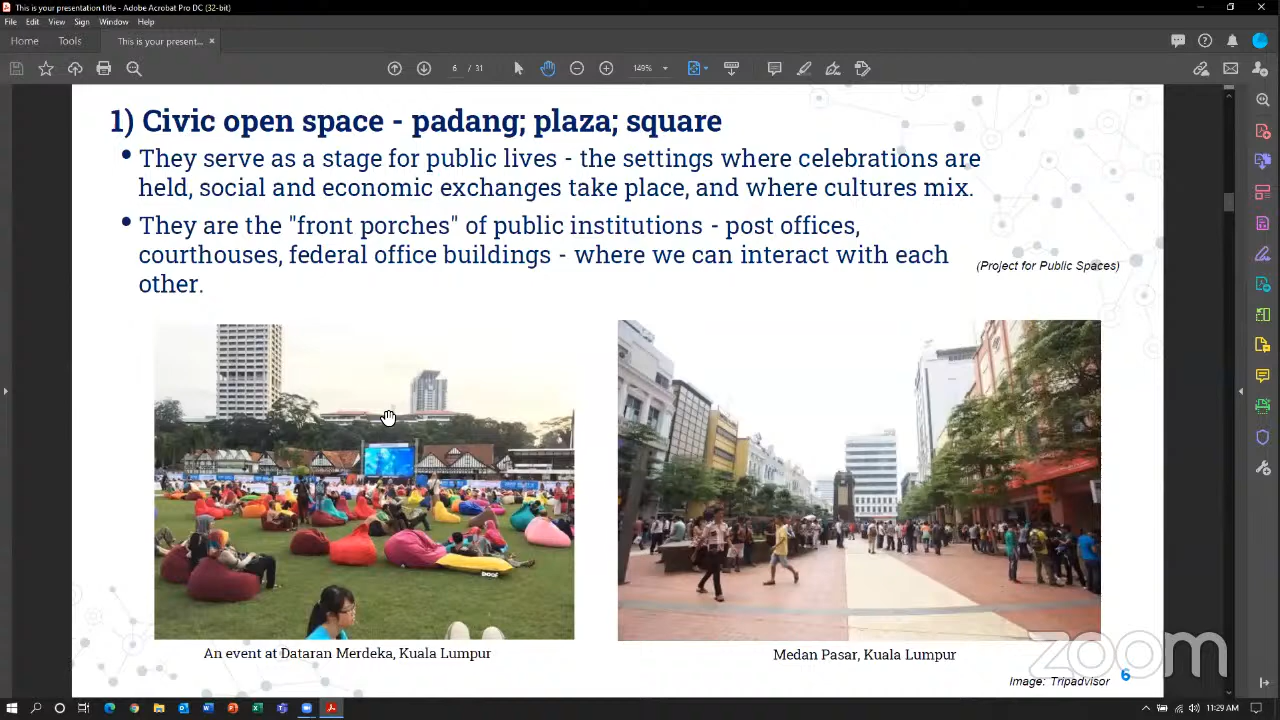 This is your presentation title - Adobe Acrobat Pro DC (32-bit)
File Edit View Sign Window Help
Home Tools This is your present... ×
6 / 31 149%
1) Civic open space - padang; plaza; square
• They serve as a stage for public lives - the settings where celebrations are
held, social and economic exchanges take place, and where cultures mix.
• They are the "front porches" of public institutions - post offices,
courthouses, federal office buildings - where we can interact with each
other.
(Project for Public Spaces)
An event at Dataran Merdeka, Kuala Lumpur
Medan Pasar, Kuala Lumpur
zoom
Image: Tripadvisor 6
11:29 AM